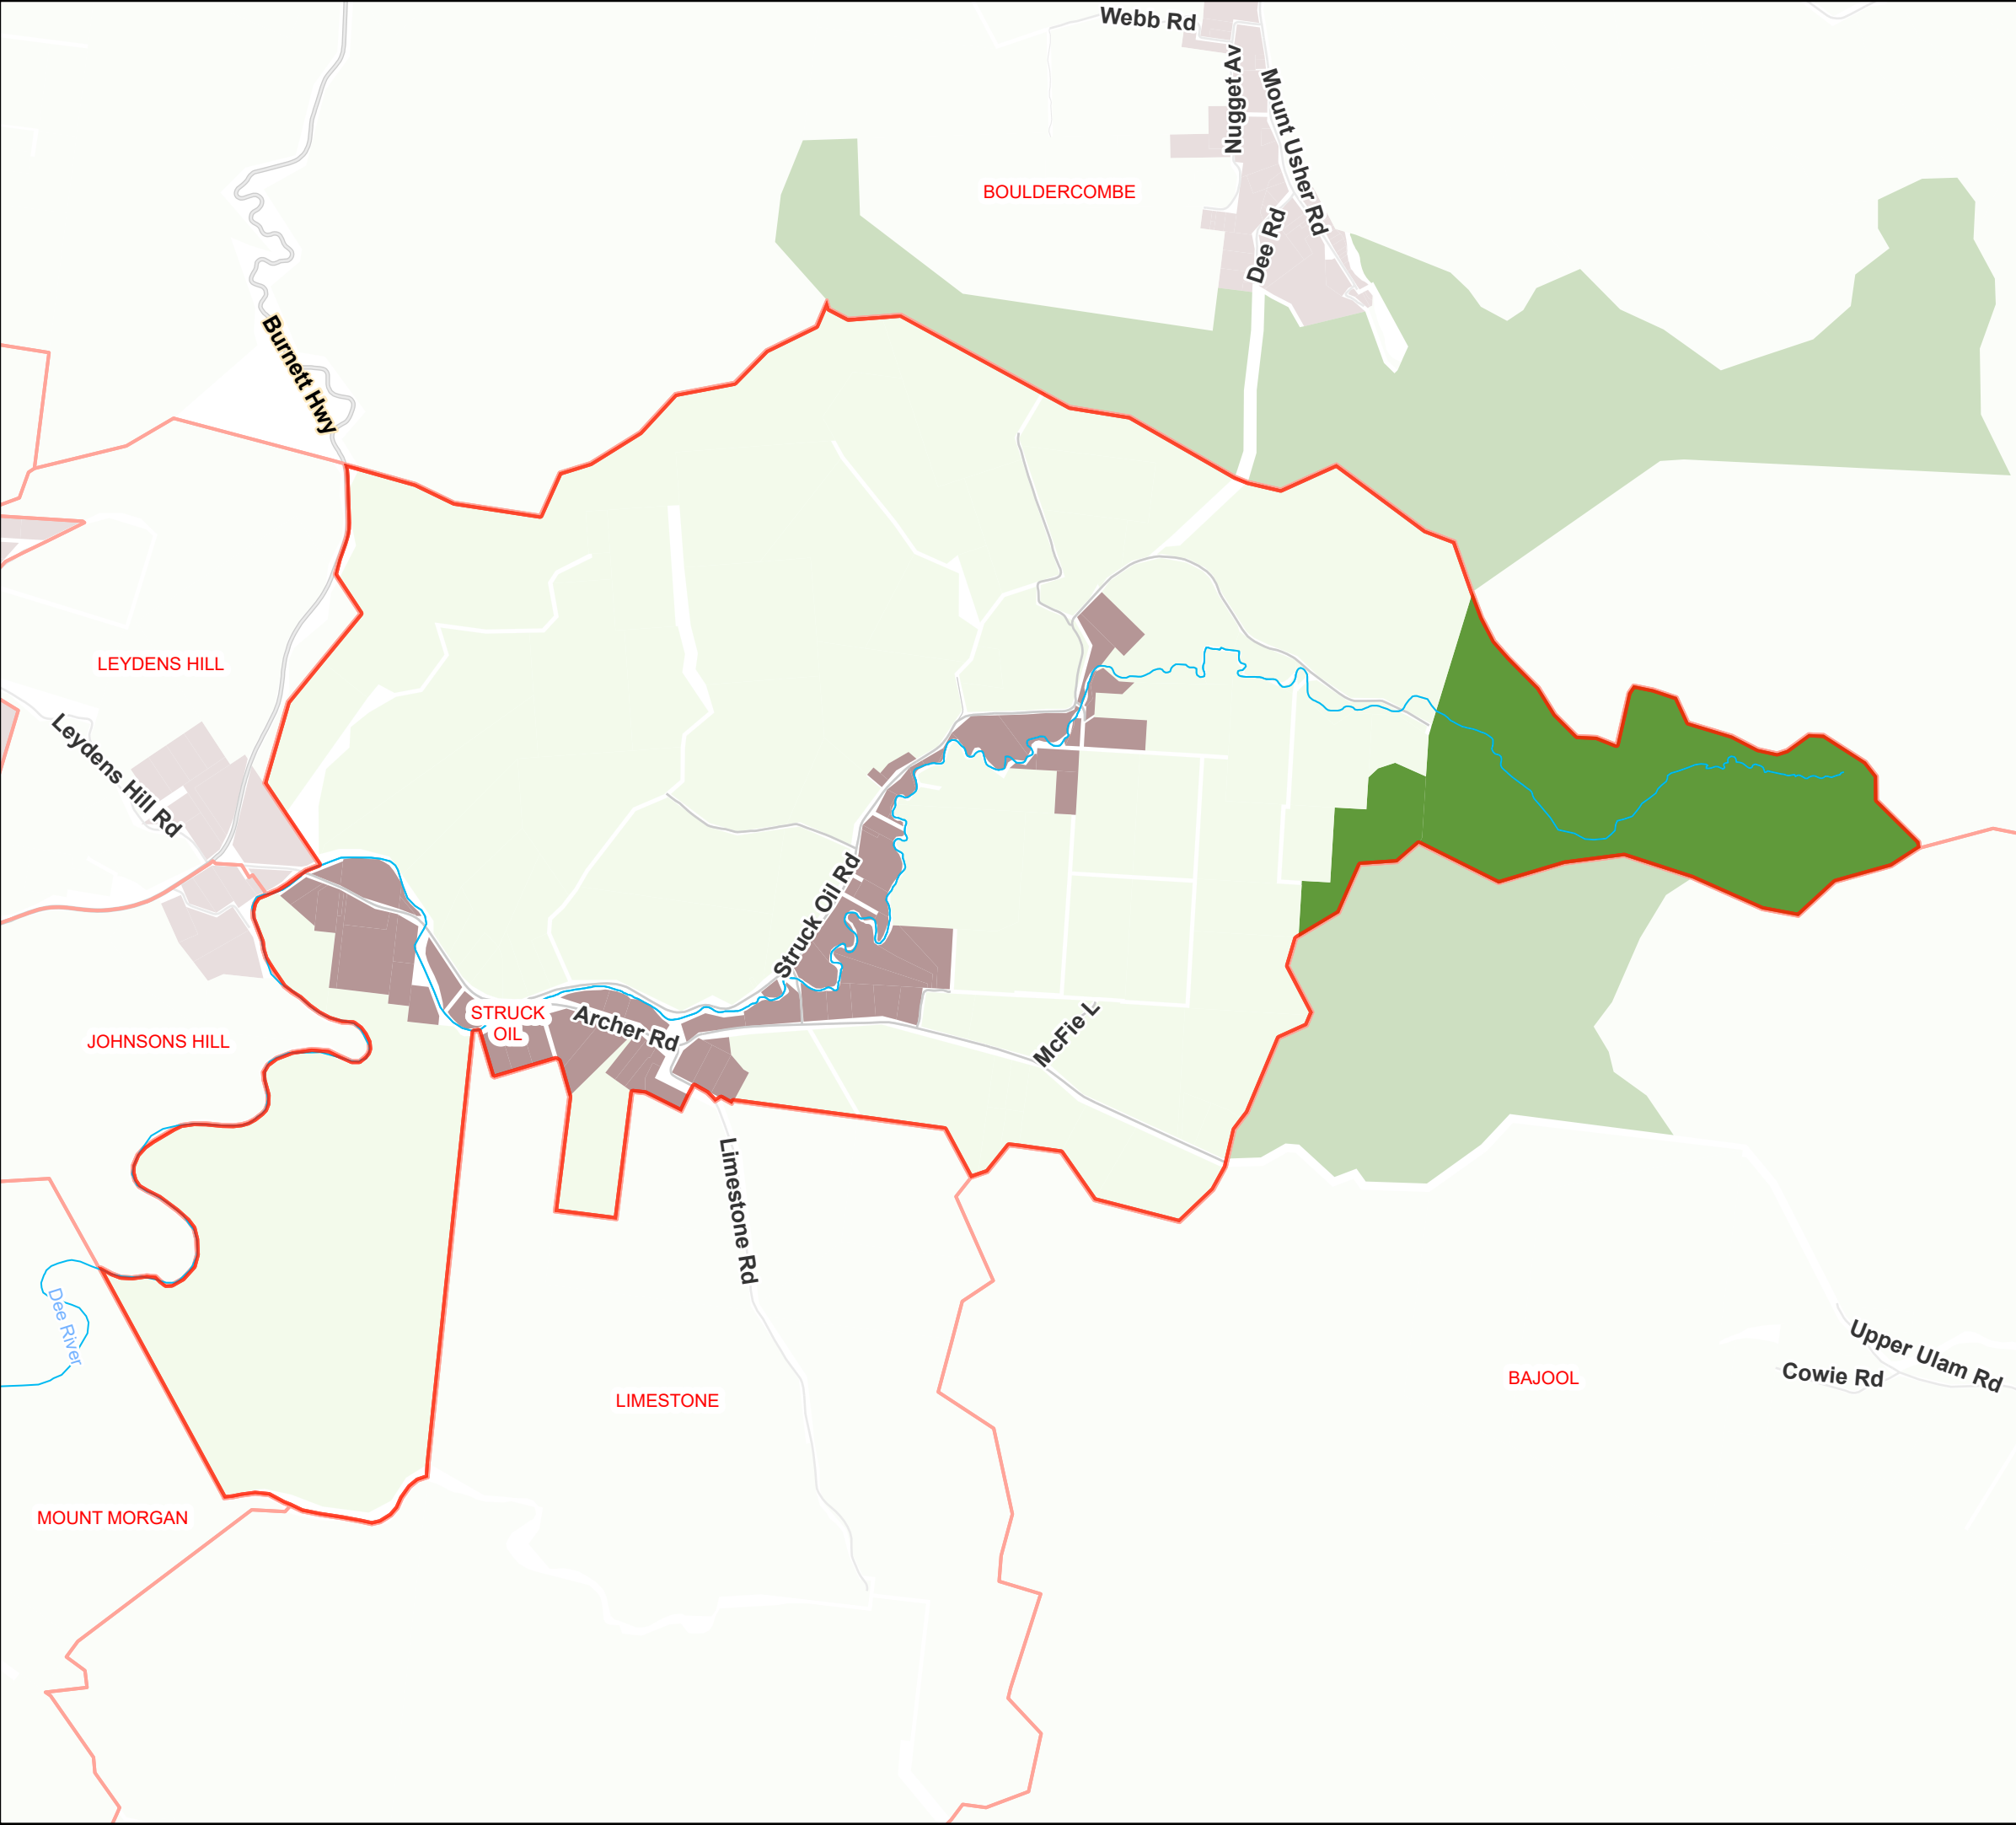 Webb Rd
Nugget Av
Mount Usher Rd
BOULDERCOMBE
Dee Rd
Burnett Hwy
LEYDENS HILL
Leydens Hill Rd
Struck Oil Rd
STRUCK
OIL
Archer Rd
McFie L
JOHNSONS HILL
Limestone Rd
Dee River
Upper Ulam Rd
Cowie Rd
BAJOOL
LIMESTONE
MOUNT MORGAN